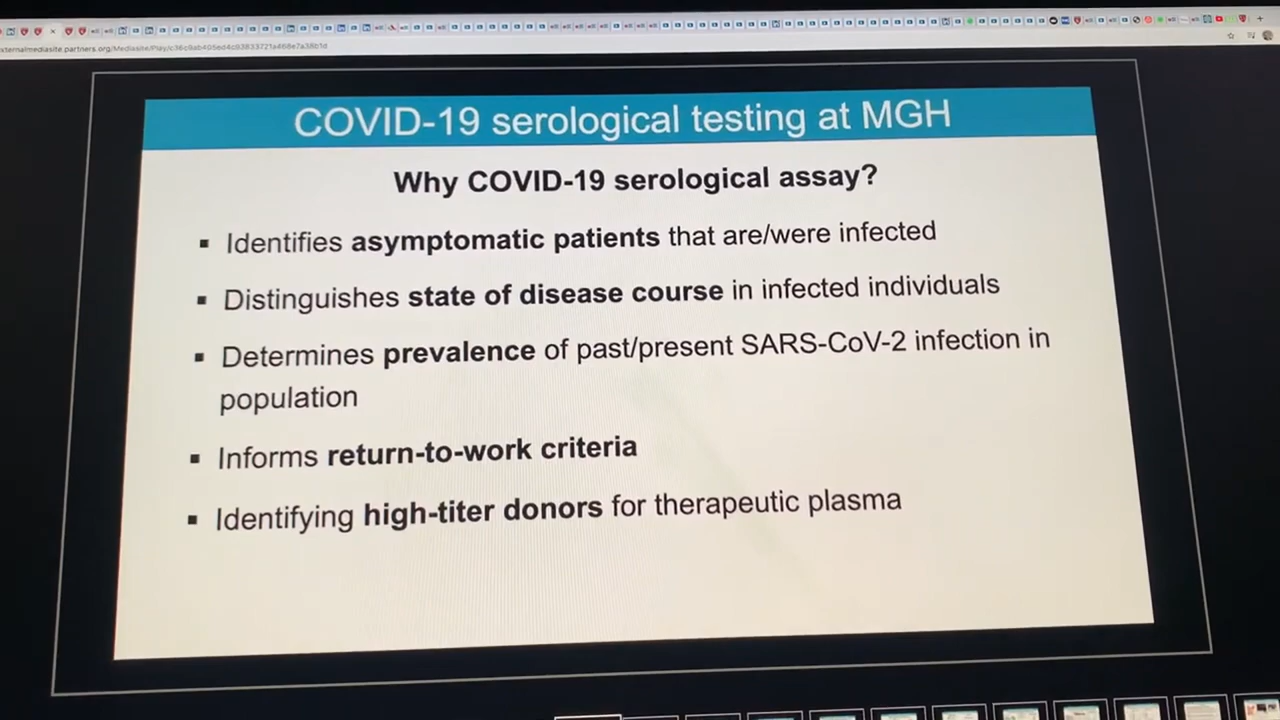 COVID-19 serological testing at MGH
Why COVID-19 serological assay?
▪ Identifies asymptomatic patients that are/were infected
▪ Distinguishes state of disease course in infected individuals
▪ Determines prevalence of past/present SARS-CoV-2 infection in
population
▪ Informs return-to-work criteria
▪ Identifying high-titer donors for therapeutic plasma